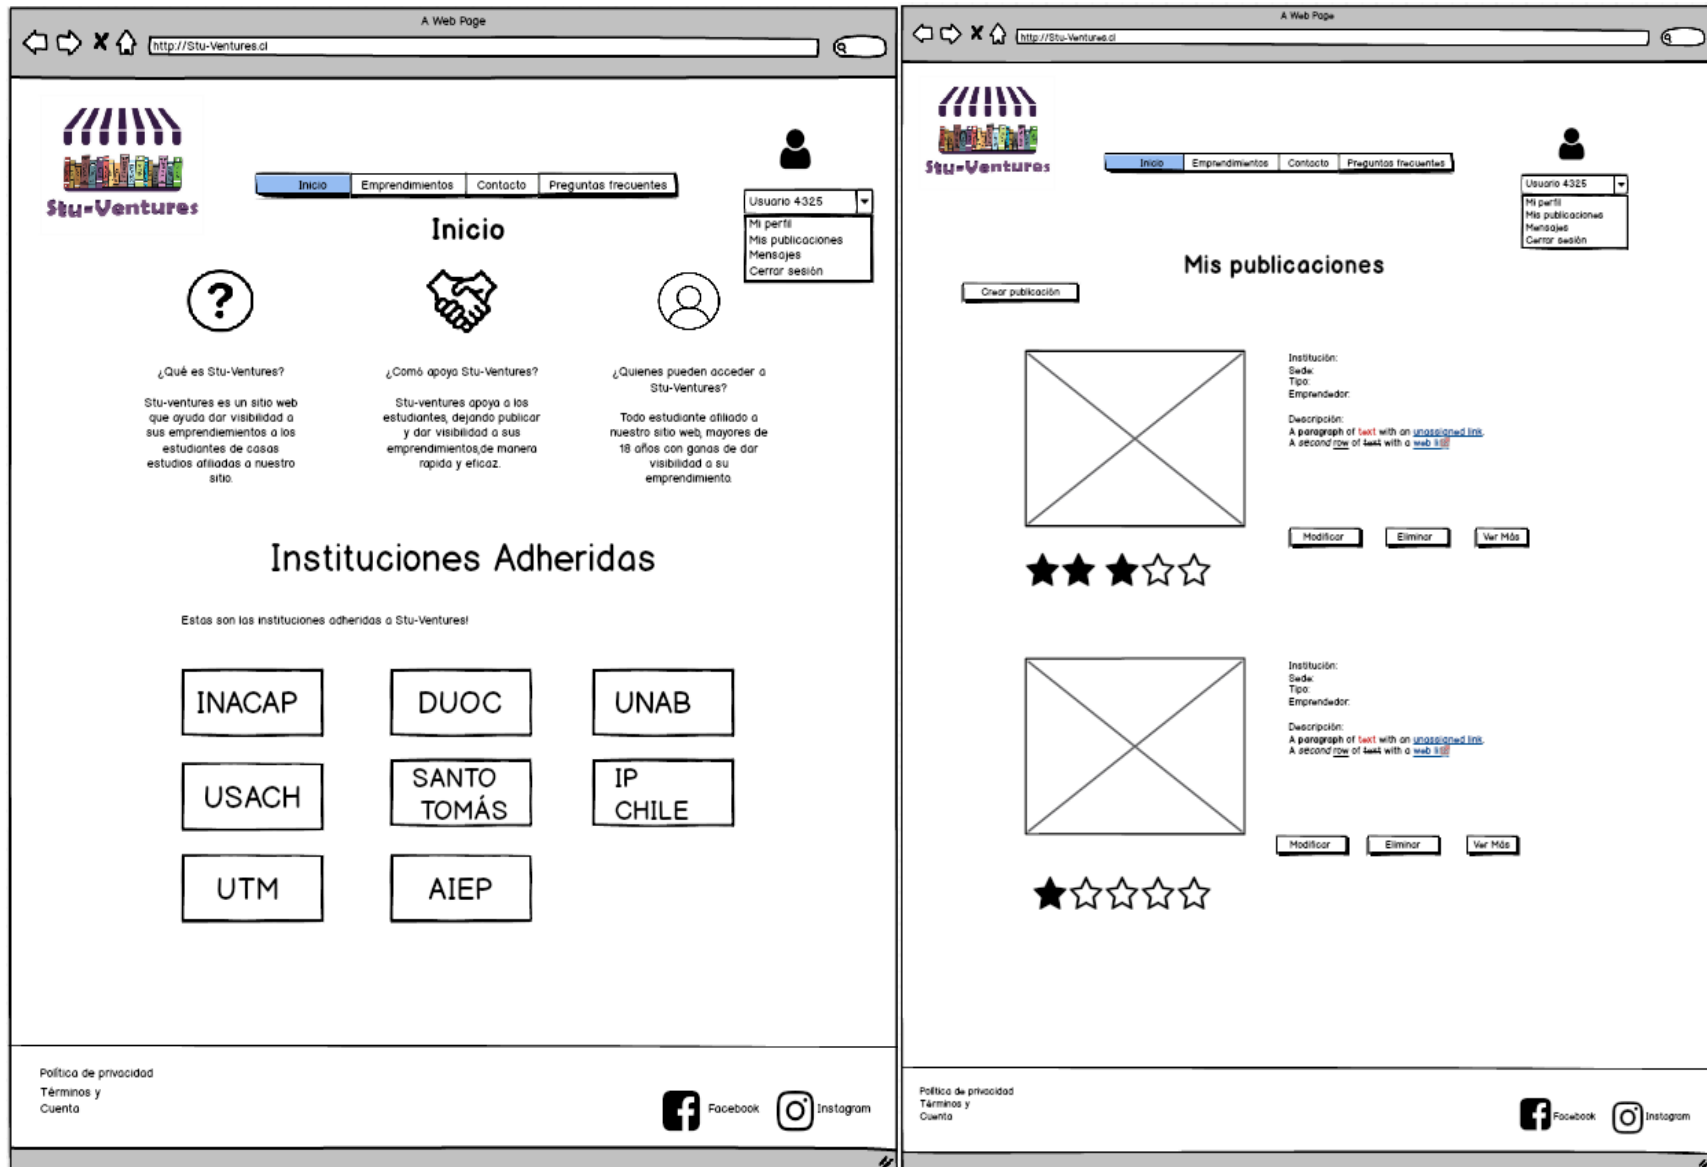 A Web Page
http://Stu-Ventures.cl
Stu-Ventures
Inicio Emprendimientos Contacto Preguntas frecuentes
Usuario 4325
Mi perfil
Mis publicaciones
Mensajes
Cerrar sesión
Inicio
¿Qué es Stu-Ventures?
Stu-ventures es un sitio web
que ayuda dar visibilidad a
sus emprendiemientos a los
estudiantes de casas
estudios afiliadas a nuestro
sitio.
¿Comó apoya Stu-Ventures?
Stu-ventures apoya a los
estudiantes, dejando publicar
y dar visibilidad a sus
emprendimientos,de manera
rapida y eficaz.
¿Quienes pueden acceder a
Stu-Ventures?
Todo estudiante afiliado a
nuestro sitio web, mayores de
18 años con ganas de dar
visibilidad a su
emprendimiento.
Instituciones Adheridas
Estas son las instituciones adheridas a Stu-Ventures!
INACAP
DUOC
UNAB
USACH
SANTO
TOMÁS
IP
CHILE
UTM
AIEP
Política de privacidad
Términos y
Cuenta
Facebook
Instagram
A Web Page
http://Stu-Ventures.cl
Stu-Ventures
Inicio Emprendimientos Contacto Preguntas frecuentes
Usuario 4325
Mi perfil
Mis publicaciones
Mensajes
Cerrar sesión
Mis publicaciones
Crear publicación
Institución:
Sede:
Tipo:
Emprendedor:
Descripción:
A paragraph of text with an unassigned link.
A second row of text with a web link
Modificar Eliminar Ver Más
Institución:
Sede:
Tipo:
Emprendedor:
Descripción:
A paragraph of text with an unassigned link.
A second row of text with a web link
Modificar Eliminar Ver Más
Política de privacidad
Términos y
Cuenta
Facebook
Instagram